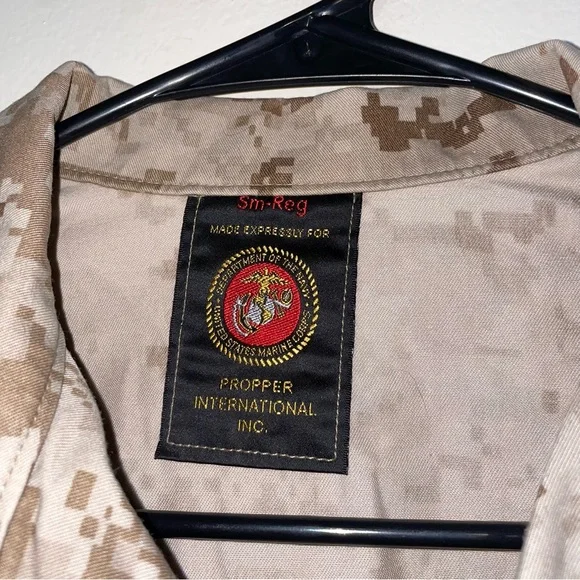 Sm-Reg
MADE EXPRESSLY FOR
DEPARTMENT OF THE NAVY
UNITED STATES MARINE CORPS
PROPPER
INTERNATIONAL
INC.